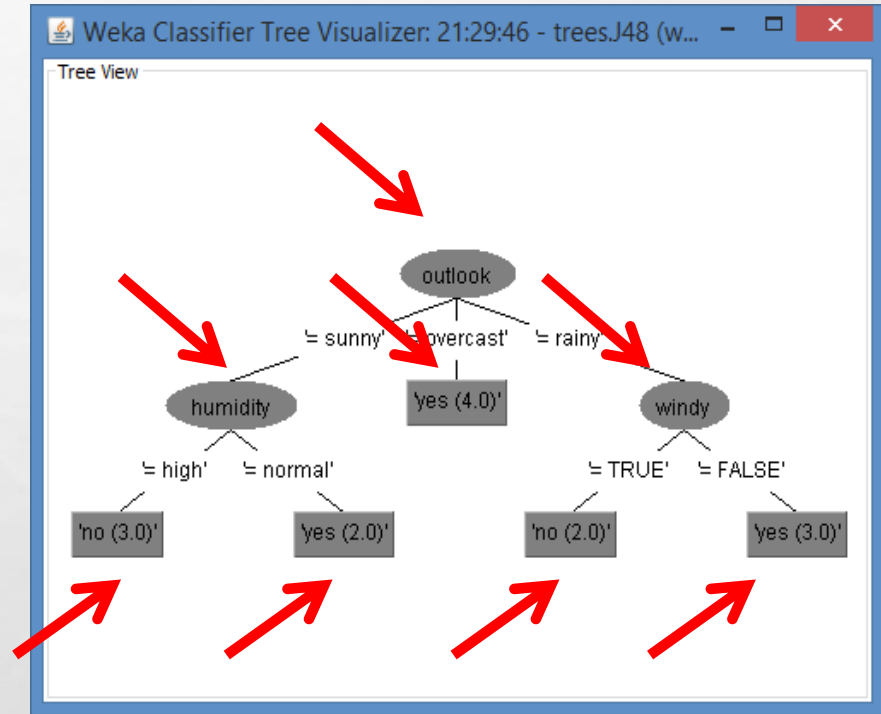 Weka Classifier Tree Visualizer: 21:29:46 - trees.J48 (w...
Tree View
outlook
'= sunny' '= overcast' '= rainy'
humidity 'yes (4.0)' windy
'= high' '= normal' '= TRUE' '= FALSE'
'no (3.0)' 'yes (2.0)' 'no (2.0)' 'yes (3.0)'